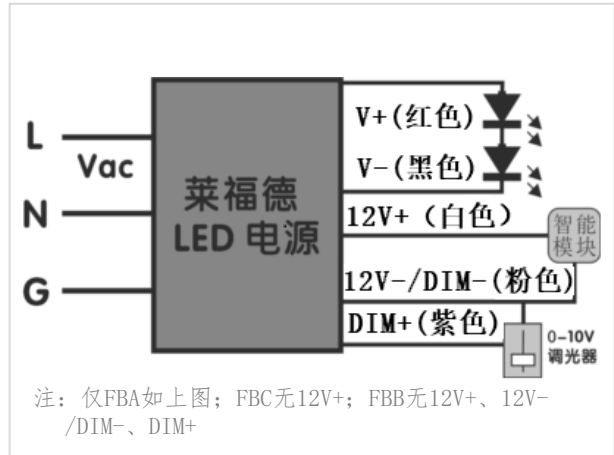 L
Vac
N
G
莱福德
LED 电源
V+(红色)
V-(黑色)
12V+（白色）
12V-/DIM-(粉色)
DIM+(紫色)
智能
模块
0-10V
调光器
注：仅FBA如上图；FBC无12V+；FBB无12V+、12V-
/DIM-、DIM+